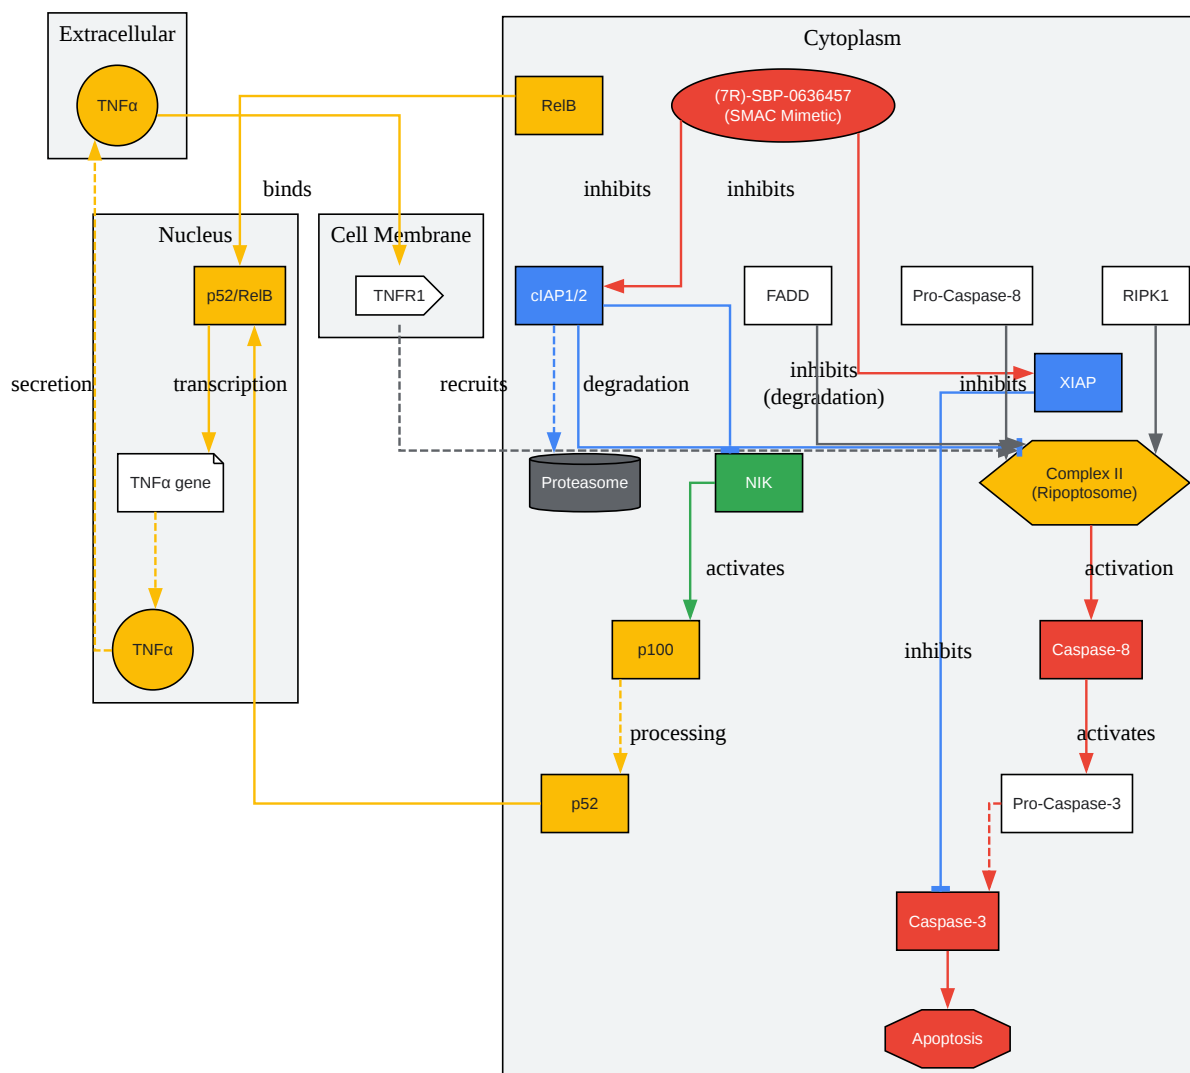 Extracellular
TNFα
Cytoplasm
RelB
(7R)-SBP-0636457
(SMAC Mimetic)
binds
inhibits
inhibits
Nucleus
Cell Membrane
p52/RelB
TNFR1
cIAP1/2
FADD
Pro-Caspase-8
RIPK1
secretion
transcription
recruits
degradation
inhibits
(degradation)
inhibits
XIAP
TNFα gene
Proteasome
NIK
Complex II
(Ripoptosome)
activates
activation
TNFα
p100
inhibits
Caspase-8
processing
activates
p52
Pro-Caspase-3
Caspase-3
Apoptosis